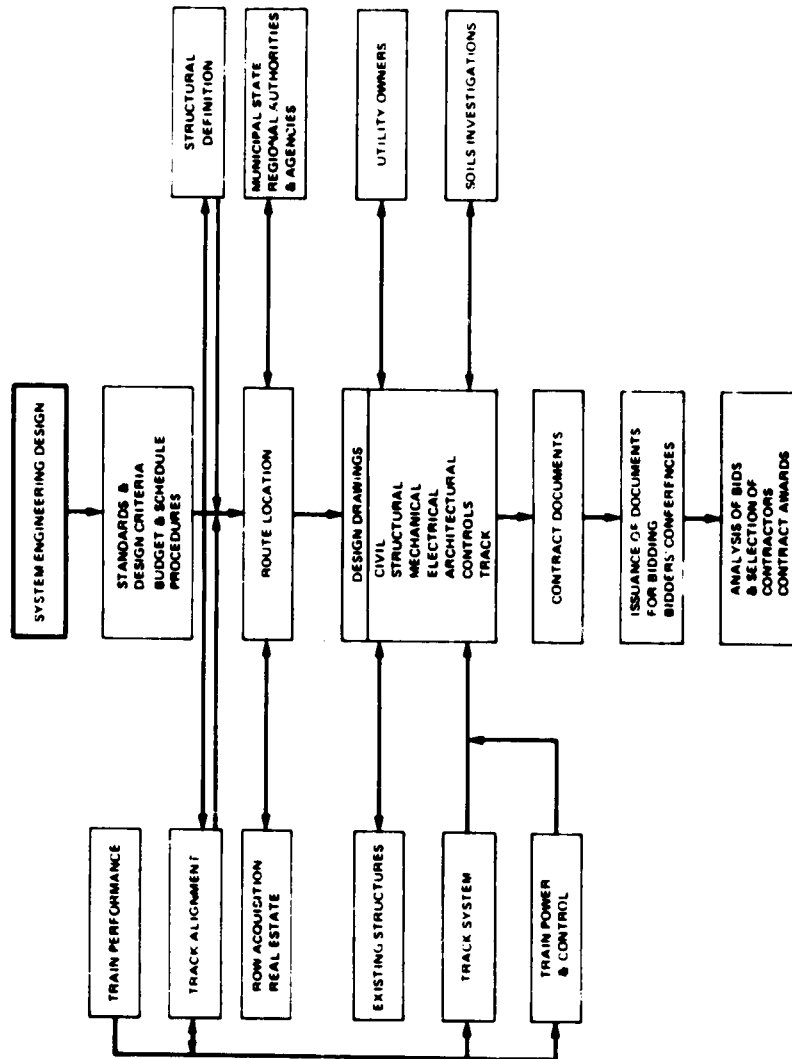 SYSTEM ENGINEERING DESIGN
STANDARDS &
DESIGN CRITERIA
BUDGET & SCHEDULE
PROCEDURES
ROUTE LOCATION
DESIGN DRAWINGS
CIVIL
STRUCTURAL
MECHANICAL
ELECTRICAL
ARCHITECTURAL
CONTROLS
TRACK
CONTRACT DOCUMENTS
ISSUANCE OF DOCUMENTS
FOR BIDDING
BIDDERS' CONFERENCES
ANALYSIS OF BIDS
& SELECTION OF
CONTRACTORS
CONTRACT AWARDS
TRAIN PERFORMANCE
TRACK ALIGNMENT
ROW ACQUISITION
REAL ESTATE
EXISTING STRUCTURES
TRACK SYSTEM
TRAIN POWER
& CONTROL
STRUCTURAL
DEFINITION
MUNICIPAL STATE
REGIONAL AUTHORITIES
& AGENCIES
UTILITY OWNERS
SOILS INVESTIGATIONS